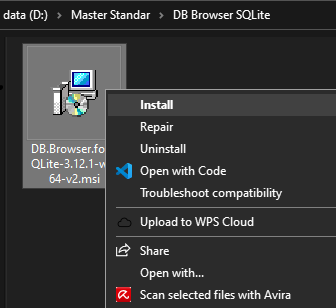 data (D:) > Master Standar > DB Browser SQLite
DB.Browser.fo
QLite-3.12.1-w
64-v2.msi
Install
Repair
Uninstall
Open with Code
Troubleshoot compatibility
Upload to WPS Cloud
Share
Open with...
Scan selected files with Avira